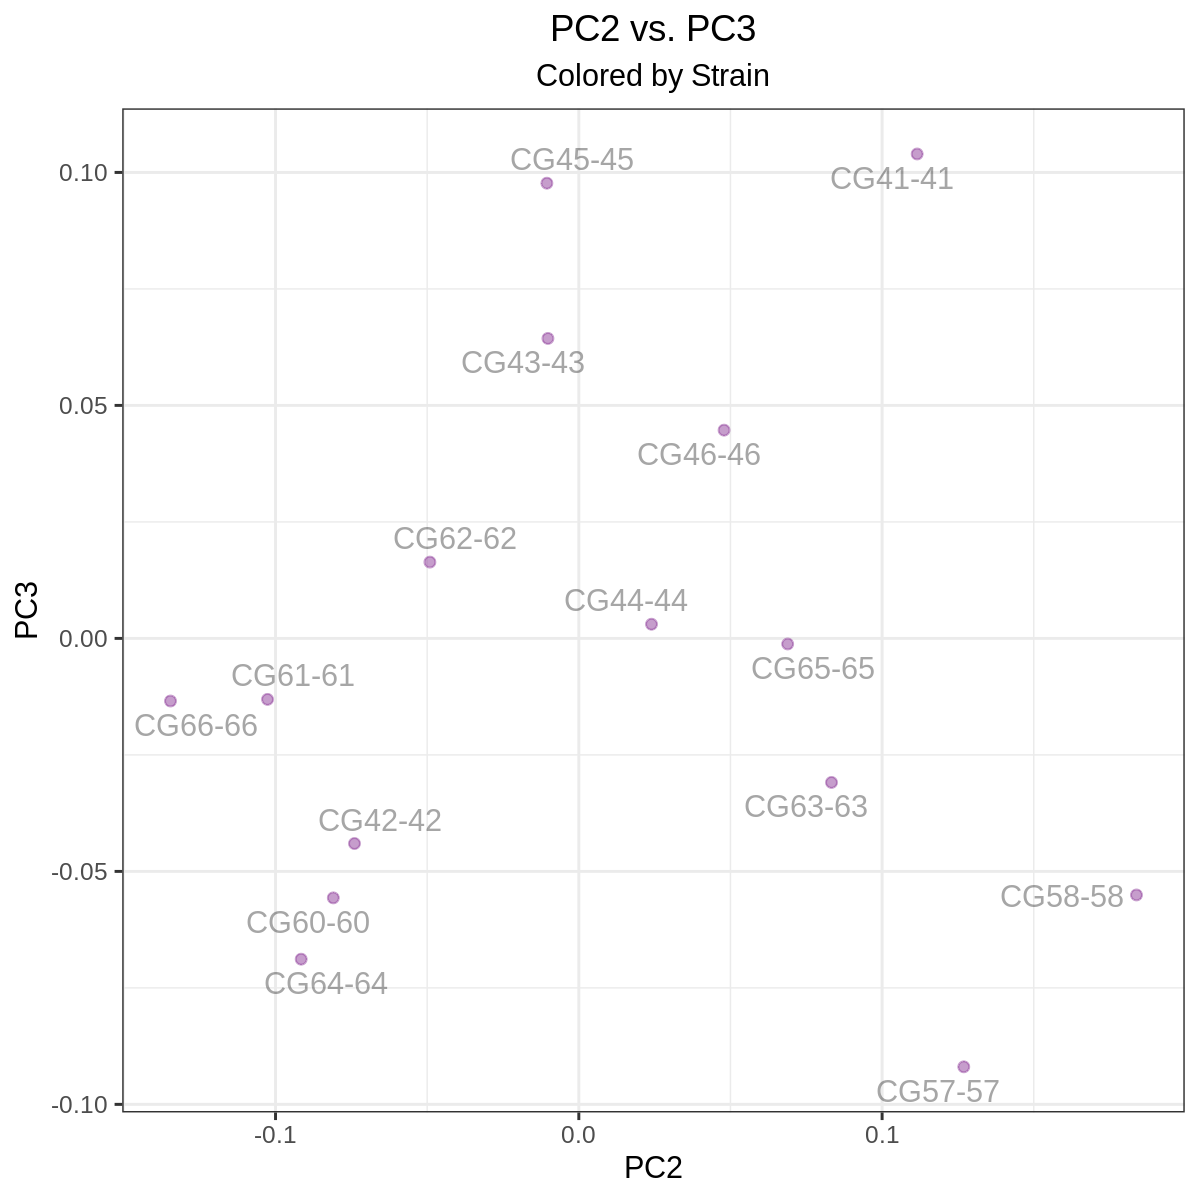 PC2 vs. PC3
Colored by Strain
CG45-45
CG41-41
0.10
CG43-43
0.05
CG46-46
CG62-62
CG44-44
PC3
0.00
CG65-65
CG61-61
CG66-66
CG63-63
CG42-42
-0.05
CG58-58
CG60-60
CG64-64
CG57-57
-0.10
-0.1 0.0 0.1
PC2